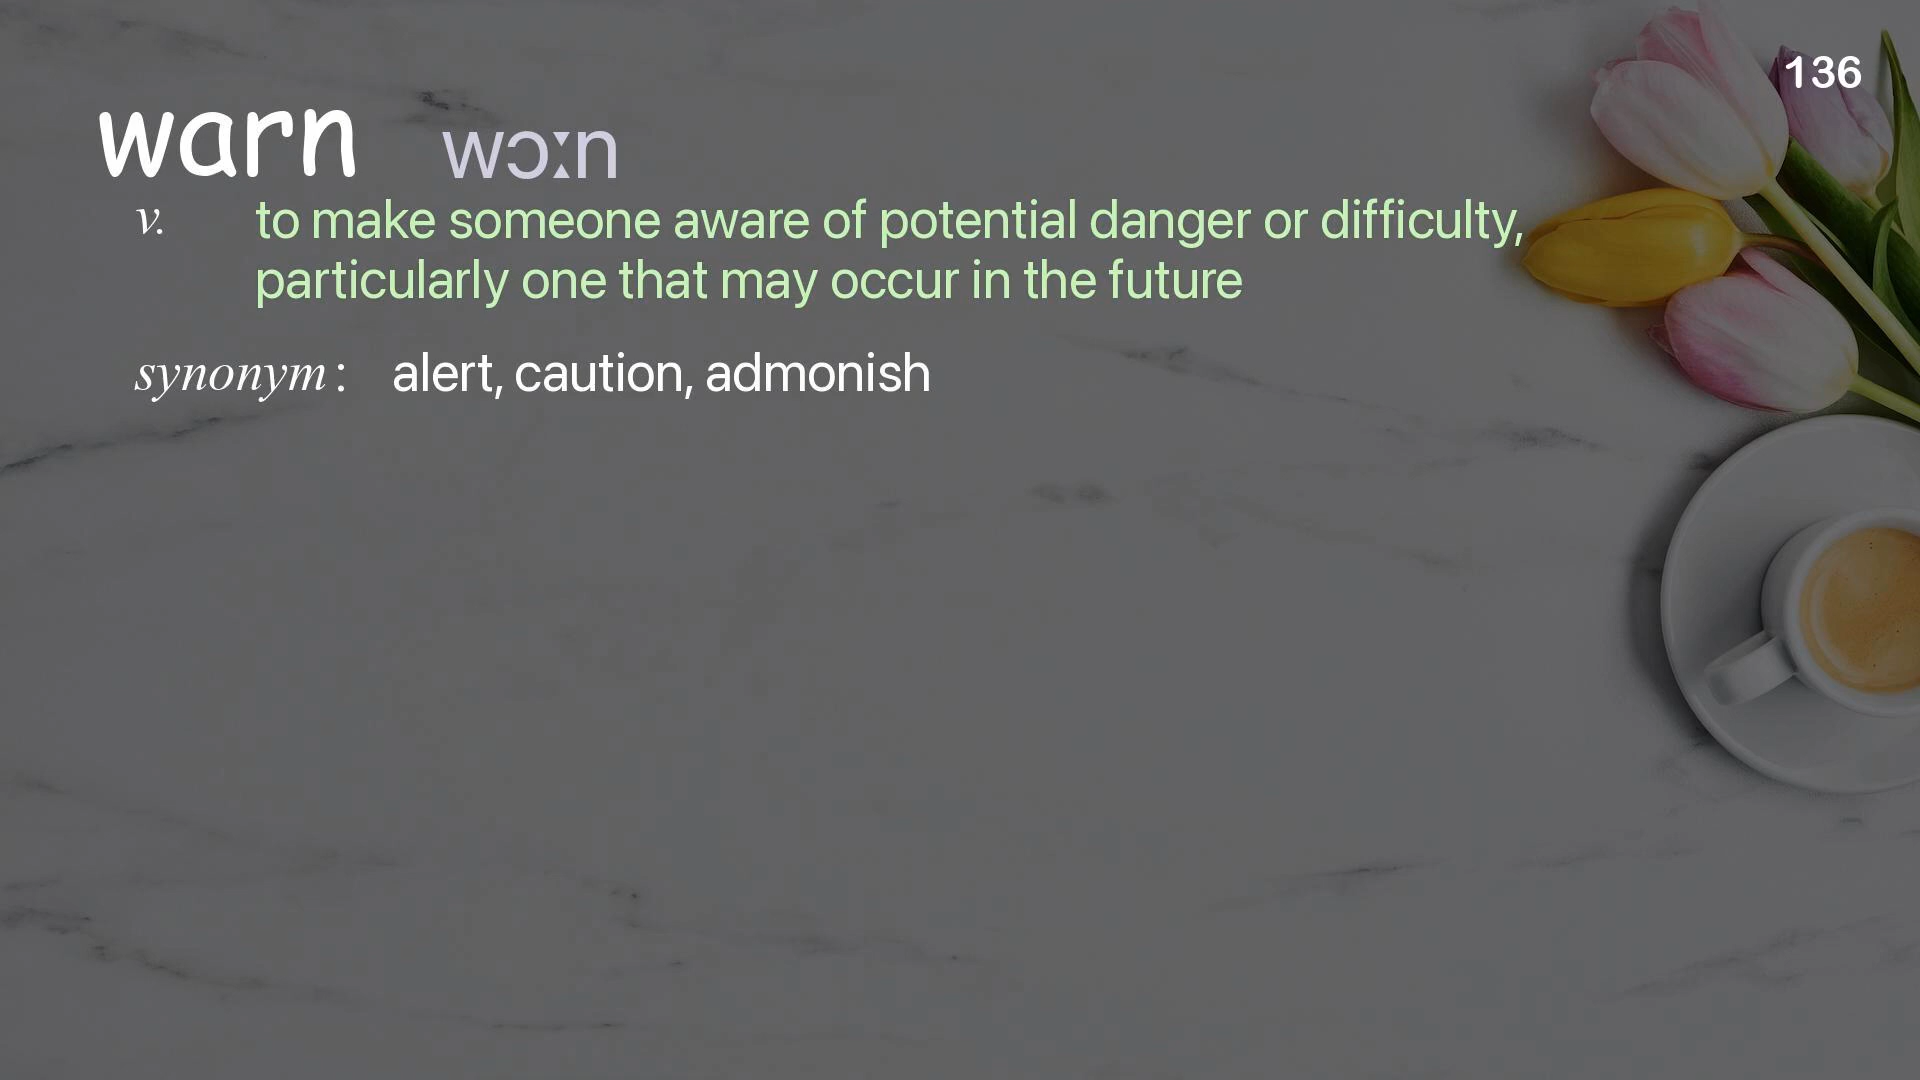 136
warn wɔːn
v. to make someone aware of potential danger or difficulty,
particularly one that may occur in the future
synonym: alert, caution, admonish